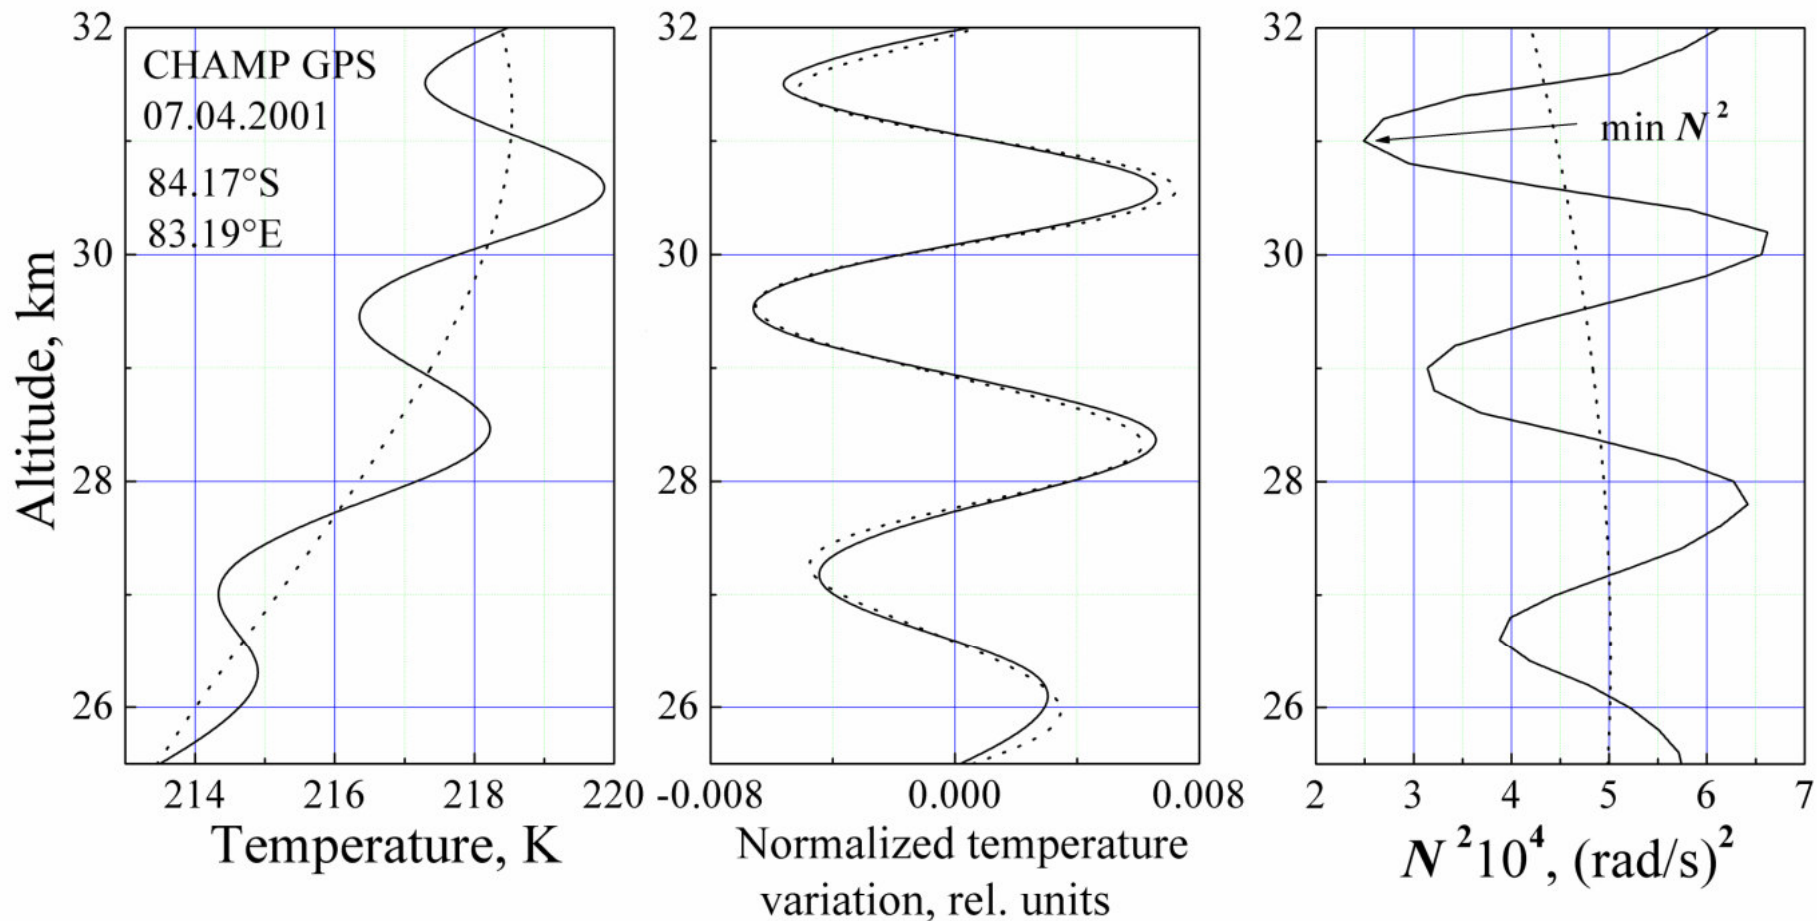 CHAMP GPS
07.04.2001
84.17°S
83.19°E
32
30
28
26
Altitude, km
214 216 218 220
Temperature, K
32
30
28
26
-0.008 0.000 0.008
Normalized temperature
variation, rel. units
32
30
28
26
min N²
2 3 4 5 6 7
N²10⁴, (rad/s)²